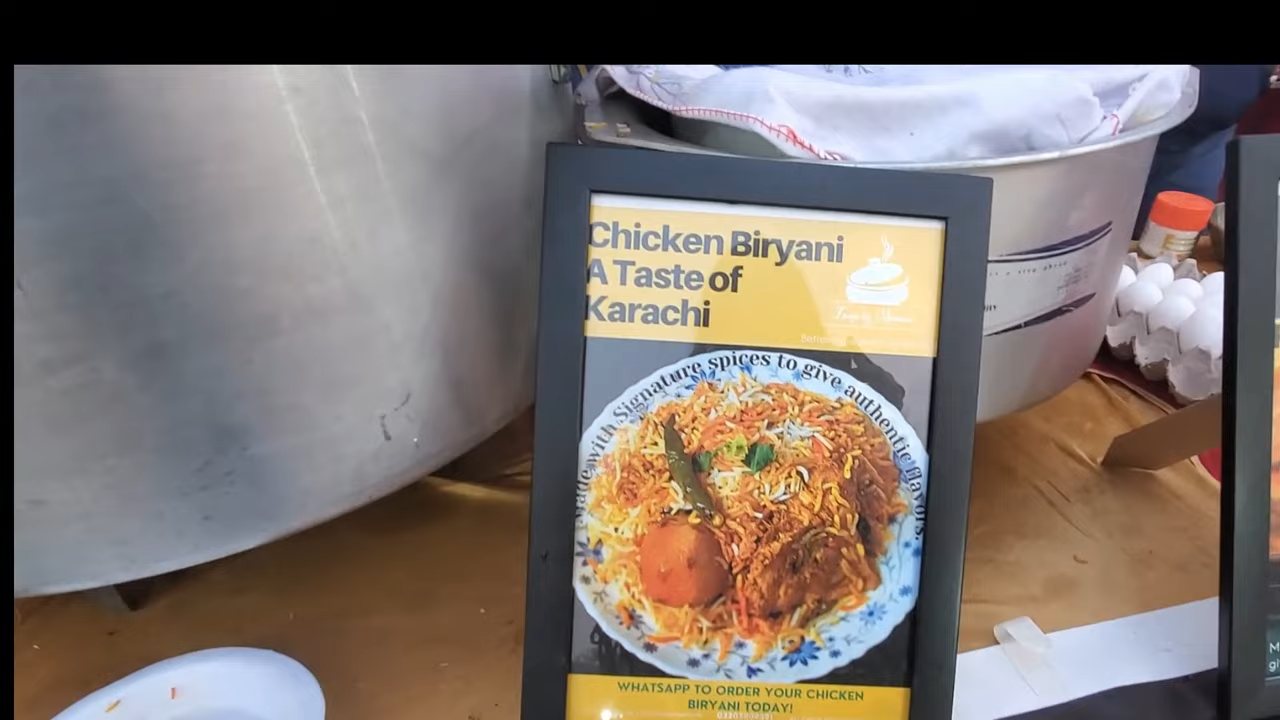 Chicken Biryani
A Taste of
Karachi
Made with Signature spices to give authentic flavors.
WHATSAPP TO ORDER YOUR CHICKEN
BIRYANI TODAY!